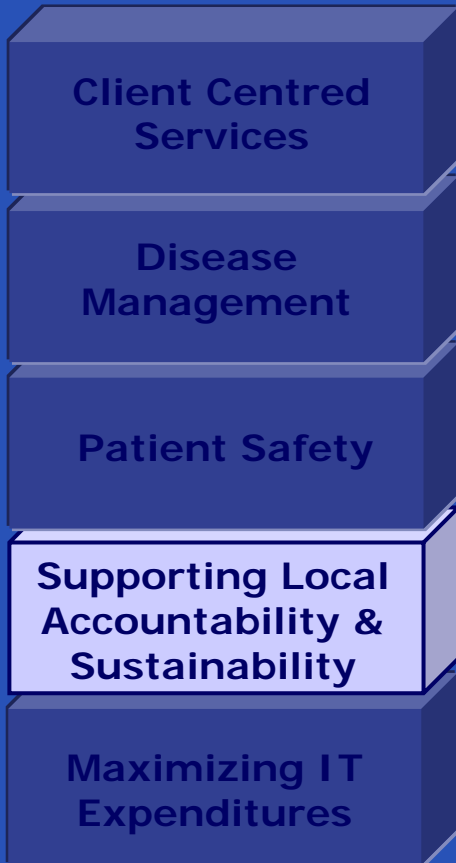 Client Centred
Services
Disease
Management
Patient Safety
Supporting Local
Accountability &
Sustainability
Maximizing IT
Expenditures